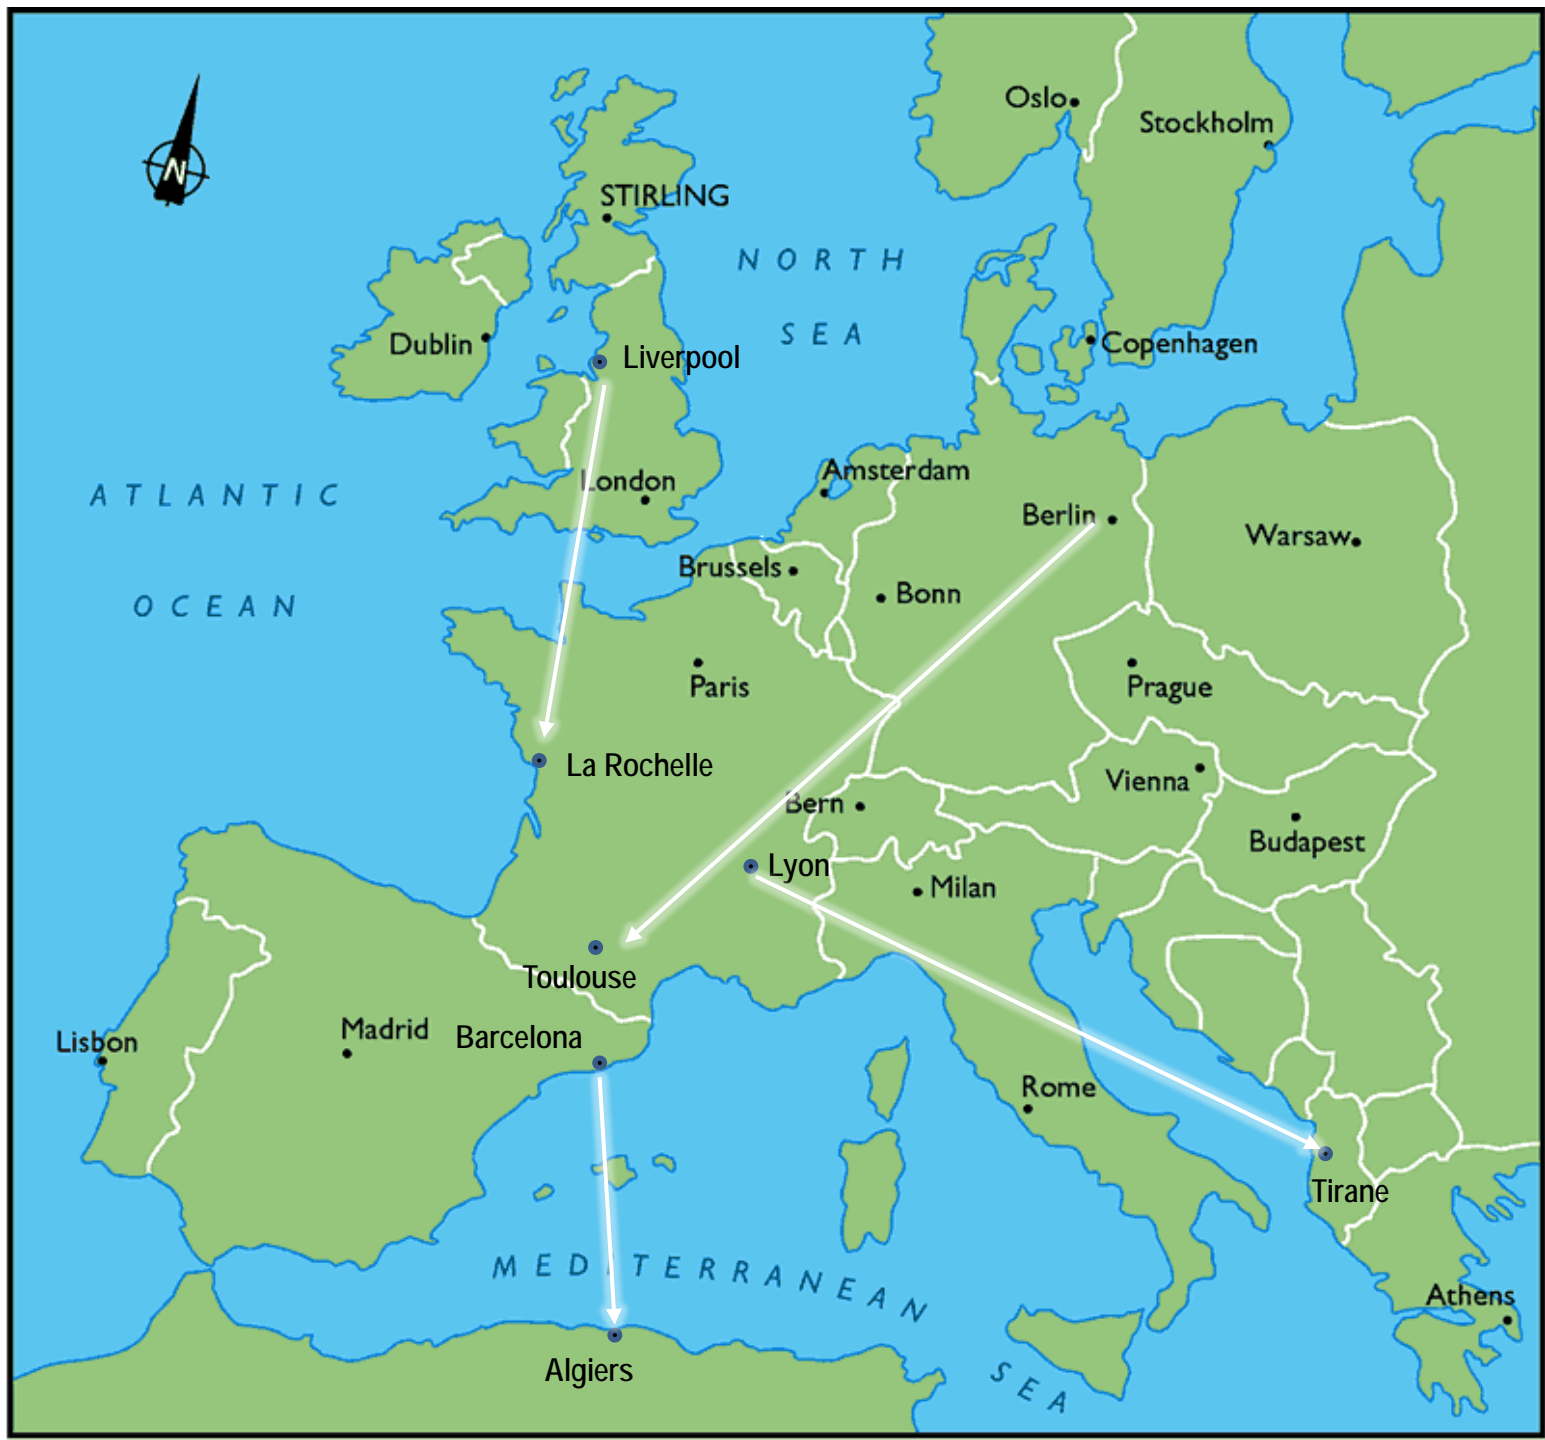 Oslo
Stockholm
N
STIRLING
NORTH
SEA
Dublin
Liverpool
Copenhagen
ATLANTIC
OCEAN
London
Amsterdam
Berlin
Warsaw
Brussels
Bonn
Paris
Prague
La Rochelle
Vienna
Bern
Budapest
Lyon
Milan
Toulouse
Lisbon
Madrid
Barcelona
Rome
Tirane
MEDITERRANEAN
SEA
Athens
Algiers